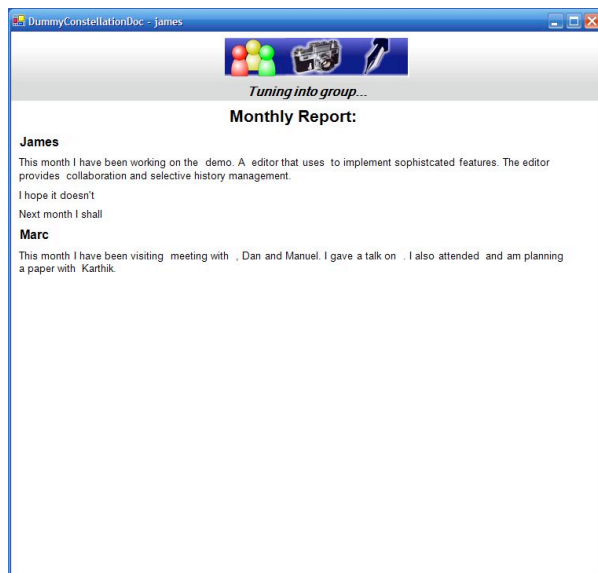 DummyConstellationDoc - james
Tuning into group...
Monthly Report:
James
This month I have been working on the  demo. A  editor that uses  to implement sophistcated features. The editor
provides  collaboration and selective history management.
I hope it doesn't
Next month I shall
Marc
This month I have been visiting  meeting with  , Dan and Manuel. I gave a talk on  . I also attended  and am planning
a paper with  Karthik.